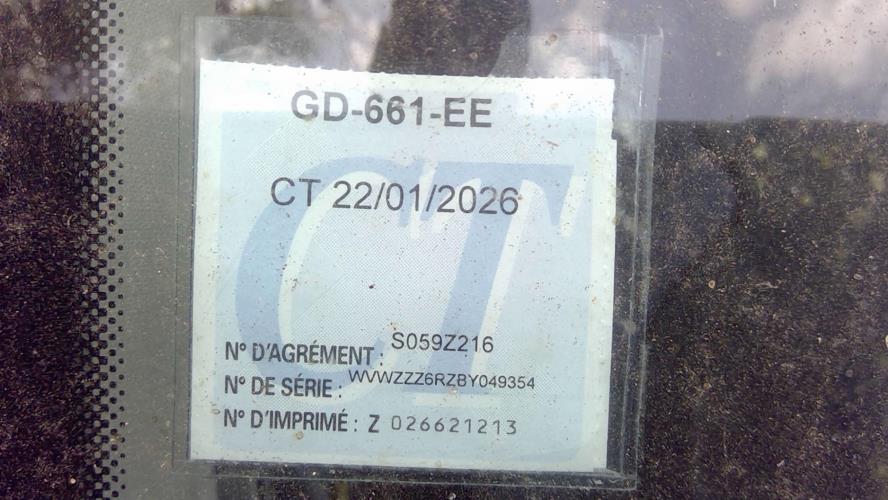 GD-661-EE
CT 22/01/2026
CT
N° D'AGRÉMENT : S059Z216
N° DE SÉRIE : WVWZZZ6RZBY049354
N° D'IMPRIMÉ : Z 026621213